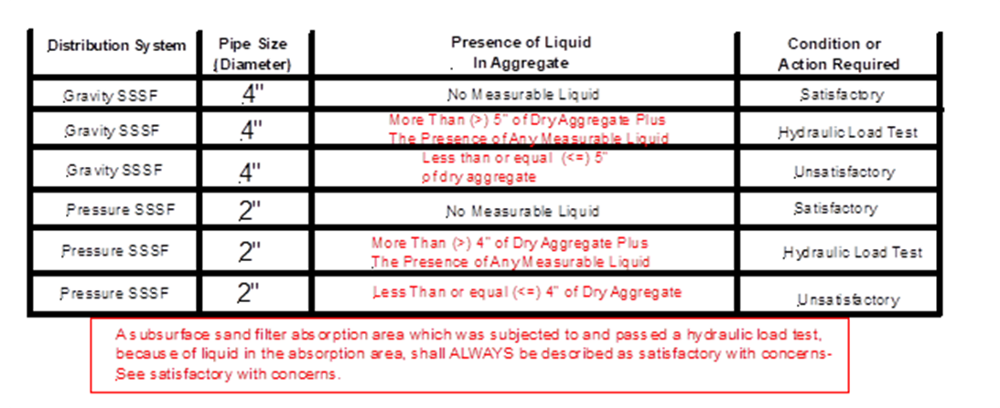 Distribution System Pipe Size Presence of Liquid Condition or
(Diameter) . In Aggregate Action Required
Gravity SSSF 4" No Measurable Liquid Satisfactory
Gravity SSSF 4" More Than (>) 5" of Dry Aggregate Plus Hydraulic Load Test
The Presence of Any Measurable Liquid
Gravity SSSF 4" Less than or equal (<=) 5" Unsatisfactory
of dry aggregate
Pressure SSSF 2" No Measurable Liquid Satisfactory
Pressure SSSF 2" More Than (>) 4" of Dry Aggregate Plus Hydraulic Load Test
The Presence of Any Measurable Liquid
Pressure SSSF 2" Less Than or equal (<=) 4" of Dry Aggregate Unsatisfactory
A subsurface sand filter absorption area which was subjected to and passed a hydraulic load test,
because of liquid in the absorption area, shall ALWAYS be described as satisfactory with concerns-
See satisfactory with concerns.